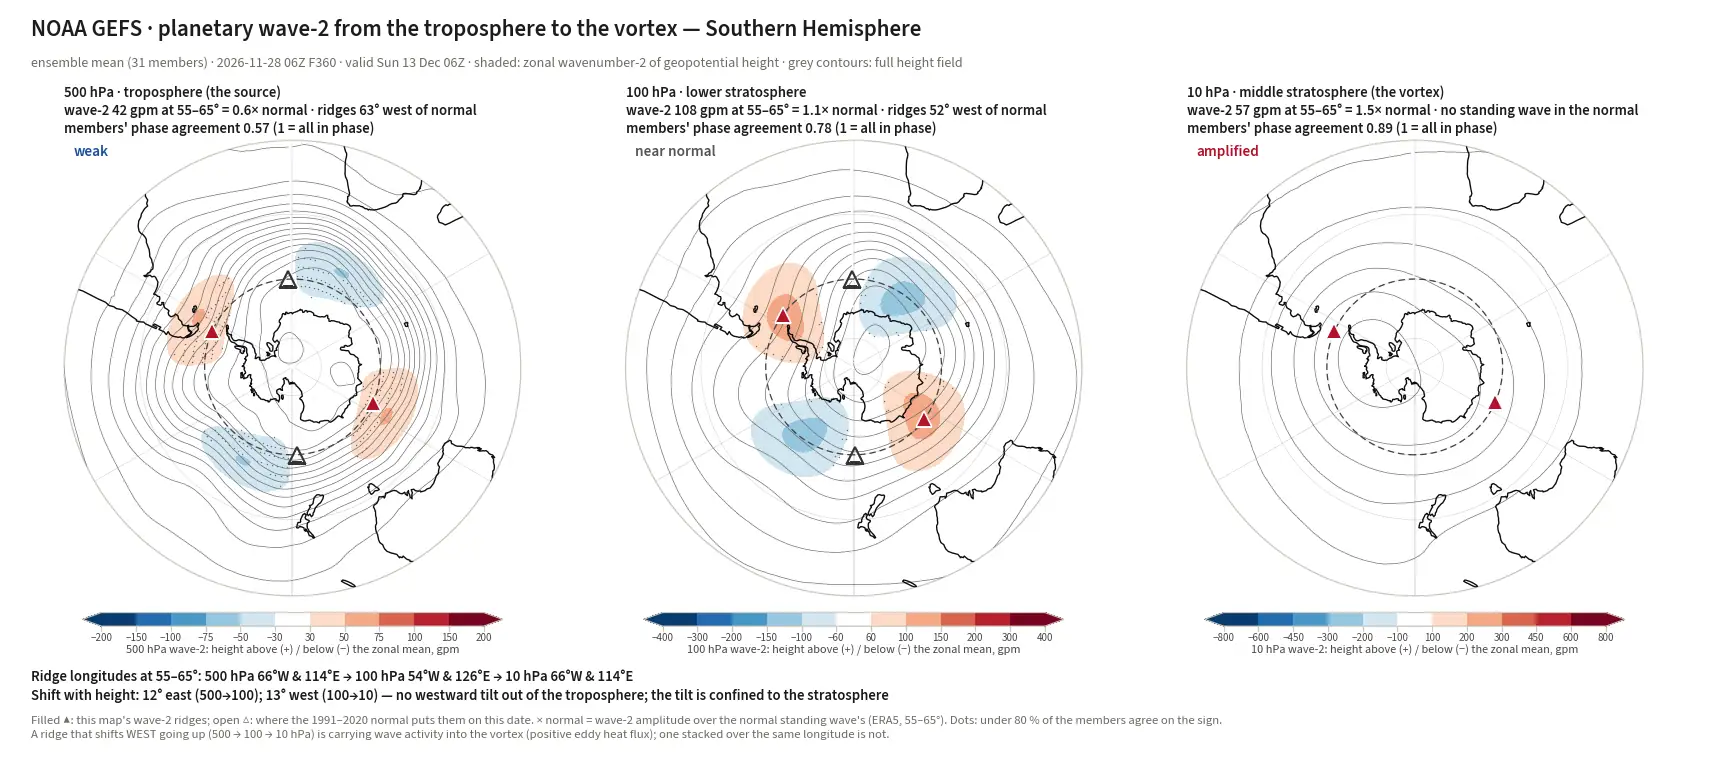 NOAA GEFS · planetary wave-2 from the troposphere to the vortex — Southern Hemisphere
ensemble mean (31 members) · 2026-11-28 06Z F360 · valid Sun 13 Dec 06Z · shaded: zonal wavenumber-2 of geopotential height · grey contours: full height field
500 hPa · troposphere (the source)
wave-2 42 gpm at 55–65° = 0.6× normal · ridges 63° west of normal
members' phase agreement 0.57 (1 = all in phase)
weak
100 hPa · lower stratosphere
wave-2 108 gpm at 55–65° = 1.1× normal · ridges 52° west of normal
members' phase agreement 0.78 (1 = all in phase)
near normal
10 hPa · middle stratosphere (the vortex)
wave-2 57 gpm at 55–65° = 1.5× normal · no standing wave in the normal
members' phase agreement 0.89 (1 = all in phase)
amplified
−200 −150 −100 −75 −50 −30 30 50 75 100 150 200
500 hPa wave-2: height above (+) / below (−) the zonal mean, gpm
−400 −300 −200 −150 −100 −60 60 100 150 200 300 400
100 hPa wave-2: height above (+) / below (−) the zonal mean, gpm
−800 −600 −450 −300 −200 −100 100 200 300 450 600 800
10 hPa wave-2: height above (+) / below (−) the zonal mean, gpm
Ridge longitudes at 55–65°: 500 hPa 66°W & 114°E → 100 hPa 54°W & 126°E → 10 hPa 66°W & 114°E
Shift with height: 12° east (500→100); 13° west (100→10) — no westward tilt out of the troposphere; the tilt is confined to the stratosphere
Filled ▲: this map's wave-2 ridges; open △: where the 1991–2020 normal puts them on this date. × normal = wave-2 amplitude over the normal standing wave's (ERA5, 55–65°). Dots: under 80 % of the members agree on the sign.
A ridge that shifts WEST going up (500 → 100 → 10 hPa) is carrying wave activity into the vortex (positive eddy heat flux); one stacked over the same longitude is not.